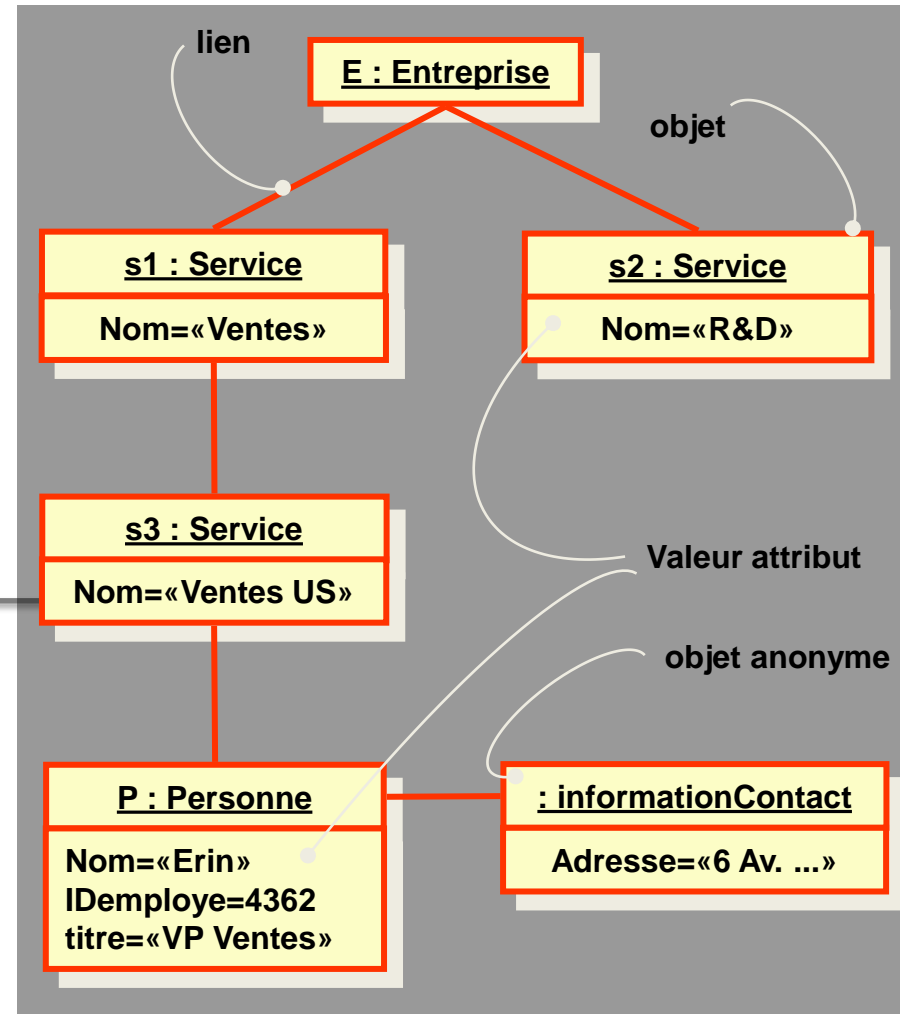 lien
E : Entreprise
objet
s1 : Service
Nom=«Ventes»
s2 : Service
Nom=«R&D»
s3 : Service
Nom=«Ventes US»
Valeur attribut
objet anonyme
P : Personne
Nom=«Erin»
IDemploye=4362
titre=«VP Ventes»
: informationContact
Adresse=«6 Av. ...»